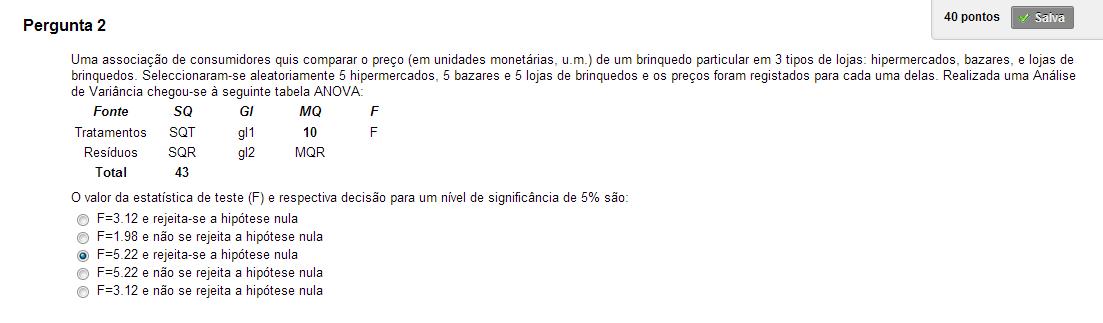 40 pontos
Salva
Pergunta 2
Uma associação de consumidores quis comparar o preço (em unidades monetárias, u.m.) de um brinquedo particular em 3 tipos de lojas: hipermercados, bazares, e lojas de
brinquedos. Seleccionaram-se aleatoriamente 5 hipermercados, 5 bazares e 5 lojas de brinquedos e os preços foram registados para cada uma delas. Realizada uma Análise
de Variância chegou-se à seguinte tabela ANOVA:
Fonte SQ Gl MQ F
Tratamentos SQT gl1 10 F
Resíduos SQR gl2 MQR
Total 43
O valor da estatística de teste (F) e respectiva decisão para um nível de significância de 5% são:
F=3.12 e rejeita-se a hipótese nula
F=1.98 e não se rejeita a hipótese nula
F=5.22 e rejeita-se a hipótese nula
F=5.22 e não se rejeita a hipótese nula
F=3.12 e não se rejeita a hipótese nula